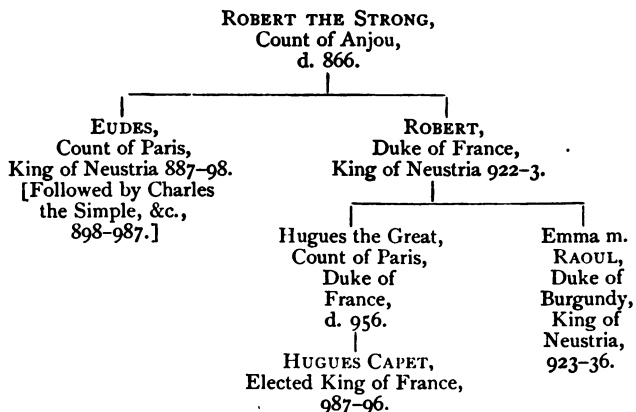 ROBERT THE STRONG,
Count of Anjou,
d. 866.
EUDES,
Count of Paris,
King of Neustria 887–98.
[Followed by Charles
the Simple, &c.,
898–987.]
ROBERT,
Duke of France,
King of Neustria 922–3.
Hugues the Great,
Count of Paris,
Duke of
France,
d. 956.
Emma m.
RAOUL,
Duke of
Burgundy,
King of
Neustria,
923–36.
HUGUES CAPET,
Elected King of France,
987–96.